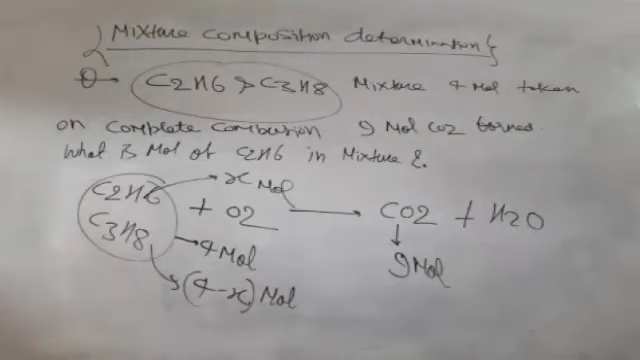 {Mixture composition determination}
Q→ C2H6 & C3H8 Mixture 4 Mol taken
on complete combustion 9 Mol CO2 formed.
What is Mol of C2H6 in Mixture?
C2H6 → x Mol
C3H8 + O2 → CO2 + H2O
→ 4 Mol ↓
9 Mol
→ (4-x) Mol